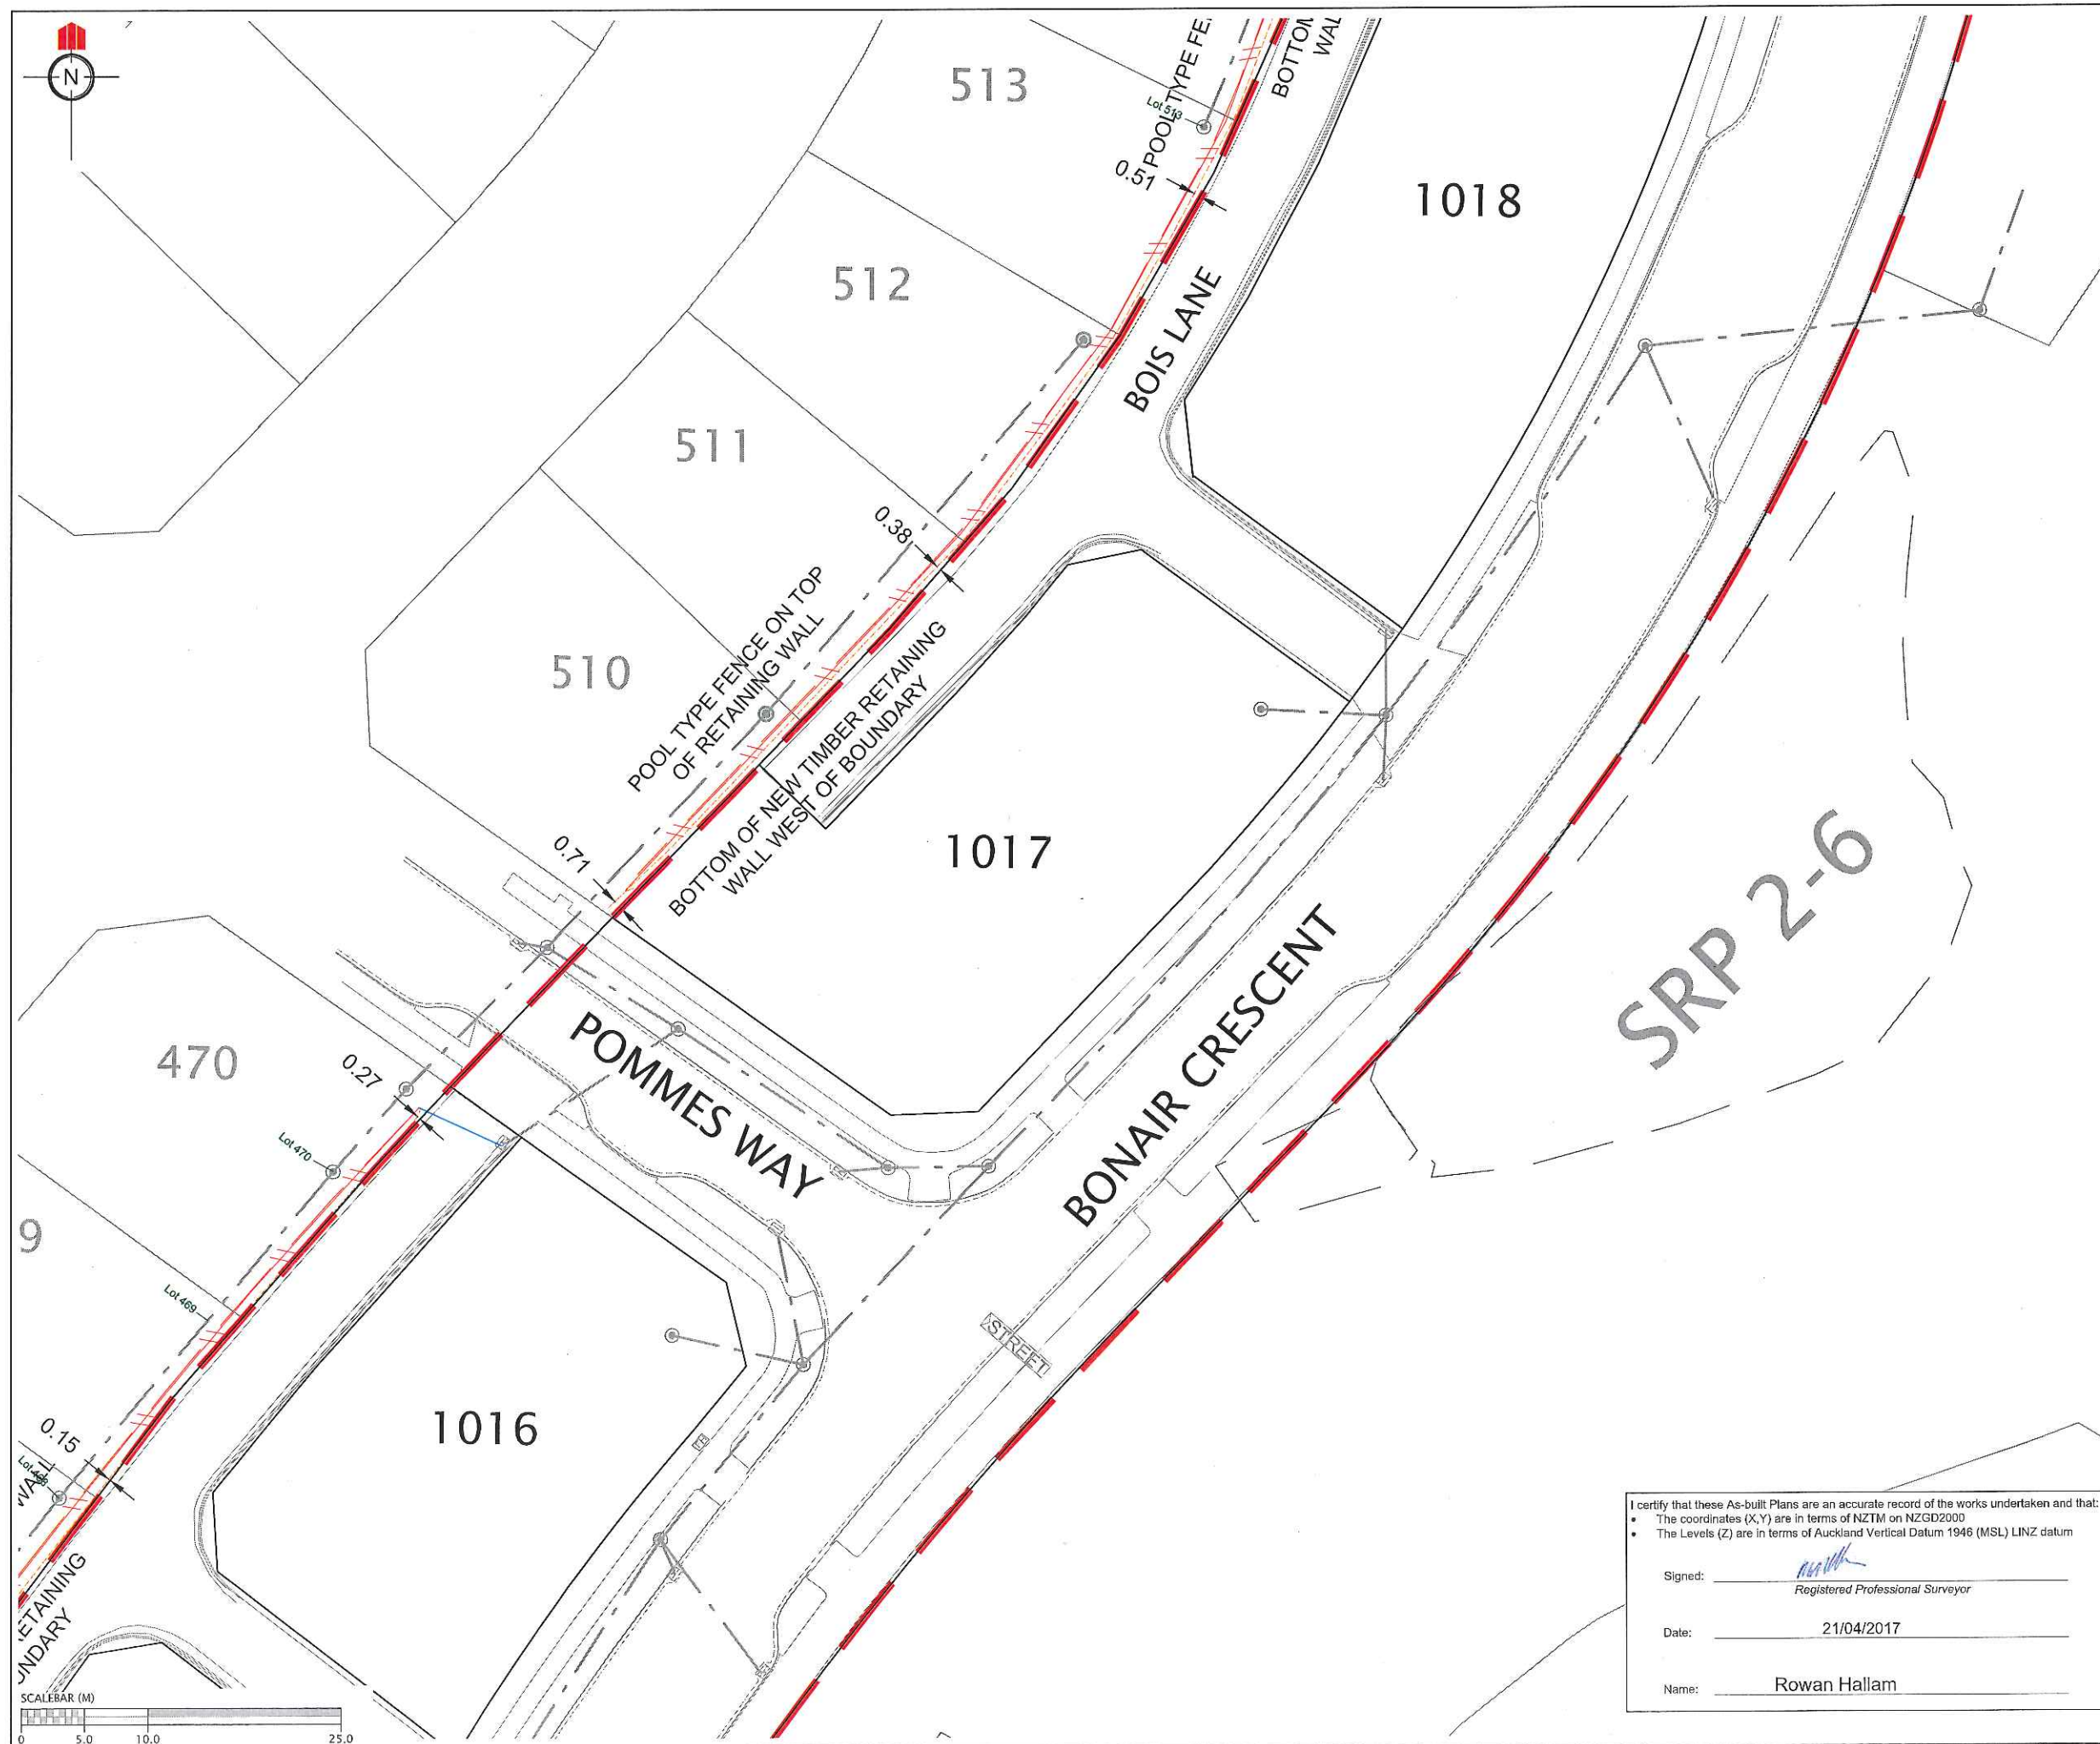 N
513
POOL TYPE FE
BOTTOM
WAL
Lot 513
0.51
1018
512
BOIS LANE
511
0.38
POOL TYPE FENCE ON TOP
OF RETAINING WALL
510
BOTTOM OF NEW TIMBER RETAINING
WALL WEST OF BOUNDARY
0.71
1017
SRP 2-6
BONAIR CRESCENT
POMMES WAY
470
0.27
Lot 470
9
Lot 469
STREET
0.15
Lot 468
WALL
1016
ETAINING
UNDARY
SCALEBAR (M)
0 5.0 10.0 25.0
I certify that these As-built Plans are an accurate record of the works undertaken and that:
• The coordinates (X,Y) are in terms of NZTM on NZGD2000
• The Levels (Z) are in terms of Auckland Vertical Datum 1946 (MSL) LINZ datum
Signed:
Registered Professional Surveyor
Date: 21/04/2017
Name: Rowan Hallam